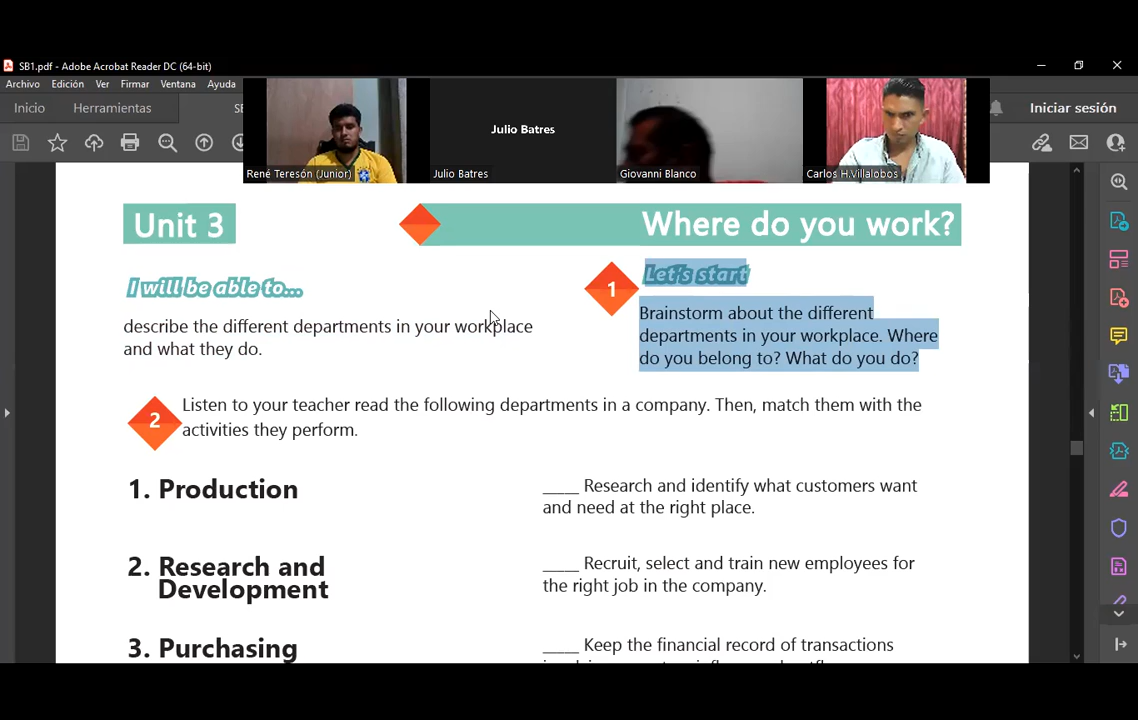 SB1.pdf - Adobe Acrobat Reader DC (64-bit)
Archivo Edición Ver Firmar Ventana Ayuda
Inicio Herramientas SB
Iniciar sesión
Julio Batres
René Teresón (Junior)
Julio Batres
Giovanni Blanco
Carlos H.Villalobos
Unit 3
Where do you work?
I will be able to...
describe the different departments in your workplace
and what they do.
1
Let's start
Brainstorm about the different
departments in your workplace. Where
do you belong to? What do you do?
2
Listen to your teacher read the following departments in a company. Then, match them with the
activities they perform.
1. Production
____ Research and identify what customers want
and need at the right place.
2. Research and
Development
____ Recruit, select and train new employees for
the right job in the company.
3. Purchasing
____ Keep the financial record of transactions